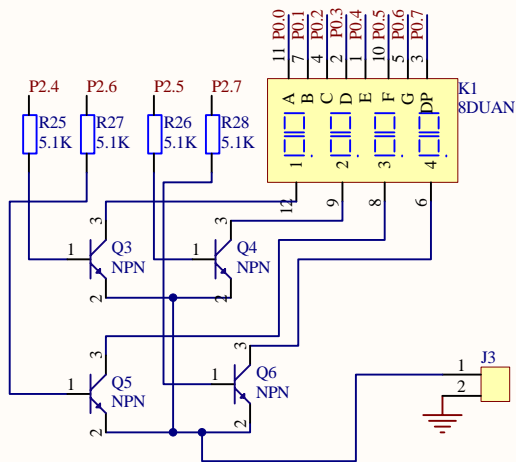 P0.0 P0.1 P0.2 P0.3 P0.4 P0.5 P0.6 P0.7
11 7 4 2 1 10 5 3
K1
8DUAN
A B C D E F G DP
1 2 3 4
12 9 8 6
P2.4 P2.6 P2.5 P2.7
R25 5.1K
R27 5.1K
R26 5.1K
R28 5.1K
3
1
Q3
NPN
2
3
1
Q4
NPN
2
3
1
Q5
NPN
2
3
1
Q6
NPN
2
J3
1
2